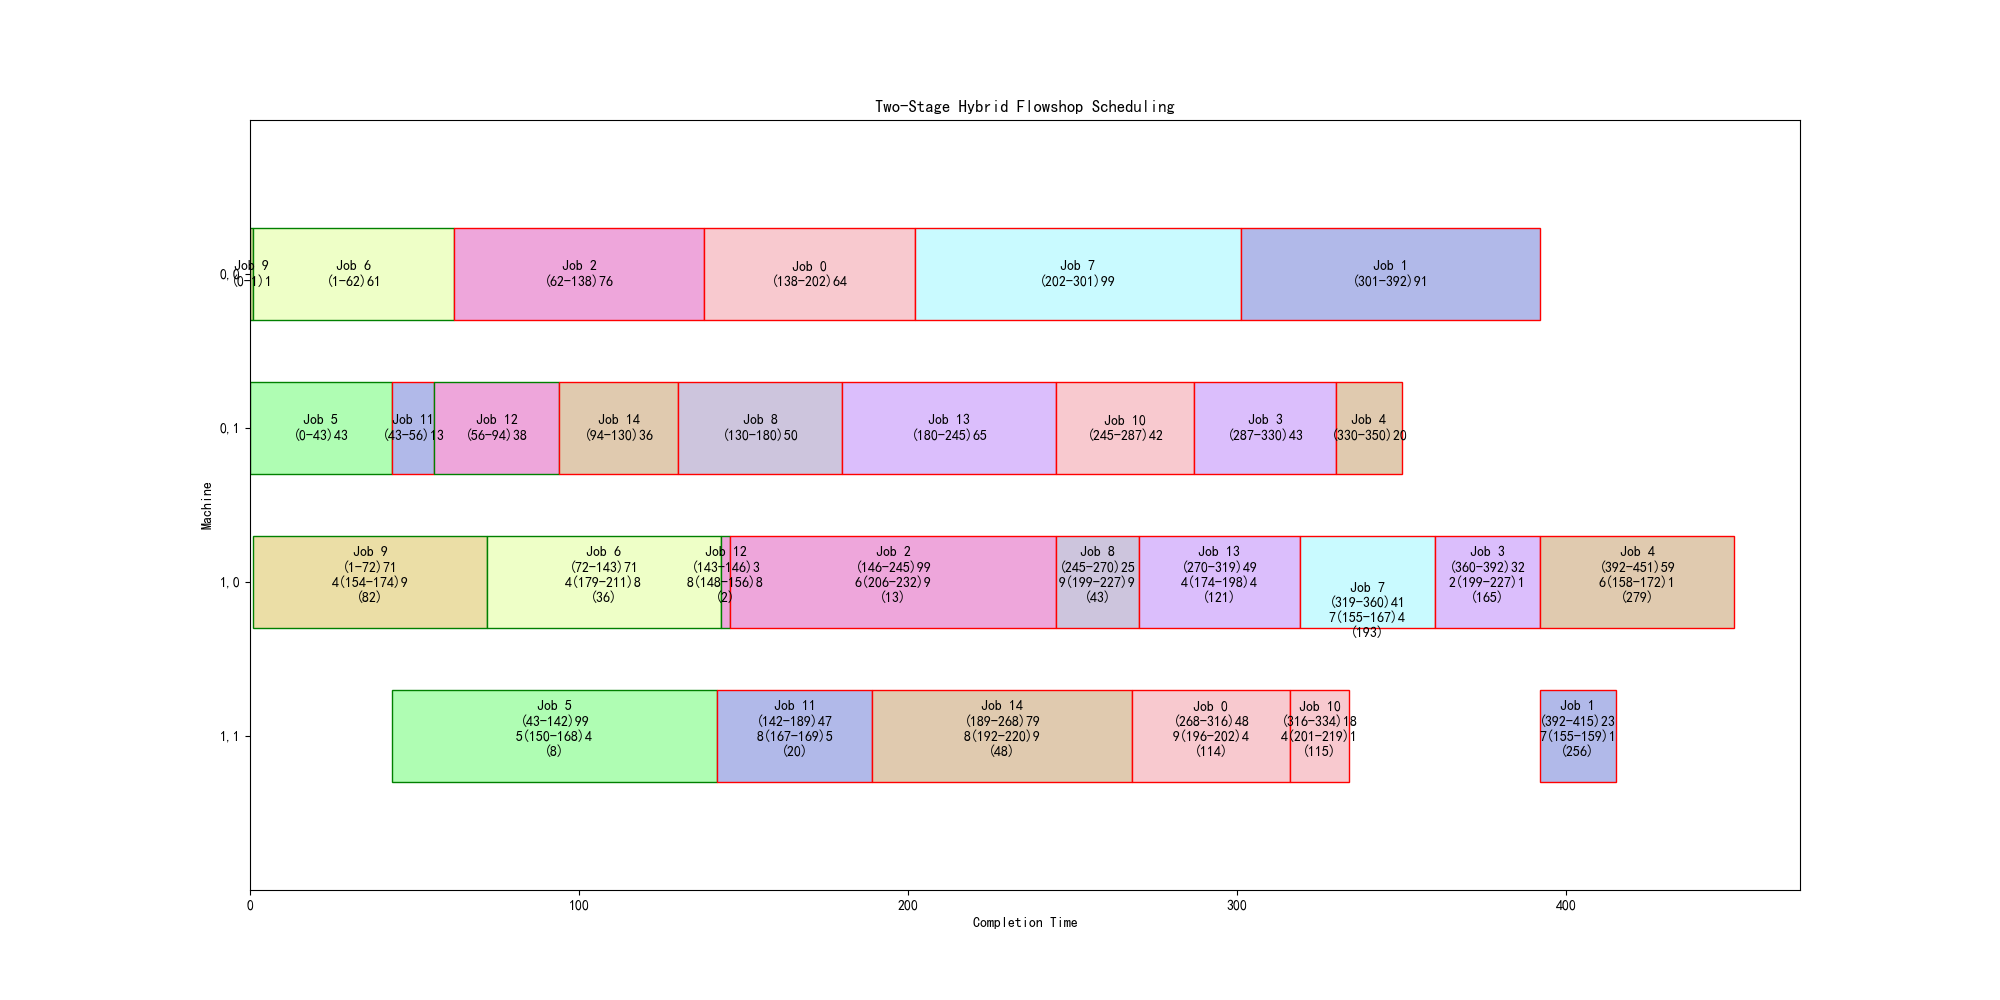 Two-Stage Hybrid Flowshop Scheduling
0,0
Job 9
(0-1)1
Job 6
(1-62)61
Job 2
(62-138)76
Job 0
(138-202)64
Job 7
(202-301)99
Job 1
(301-392)91
0,1
Job 5
(0-43)43
Job 11
(43-56)13
Job 12
(56-94)38
Job 14
(94-130)36
Job 8
(130-180)50
Job 13
(180-245)65
Job 10
(245-287)42
Job 3
(287-330)43
Job 4
(330-350)20
Machine
1,0
Job 9
(1-72)71
4(154-174)9
(82)
Job 6
(72-143)71
4(179-211)8
(36)
Job 12
(143-146)3
8(148-156)8
(2)
Job 2
(146-245)99
6(206-232)9
(13)
Job 8
(245-270)25
9(199-227)9
(43)
Job 13
(270-319)49
4(174-198)4
(121)
Job 7
(319-360)41
7(155-167)4
(193)
Job 3
(360-392)32
2(199-227)1
(165)
Job 4
(392-451)59
6(158-172)1
(279)
1,1
Job 5
(43-142)99
5(150-168)4
(8)
Job 11
(142-189)47
8(167-169)5
(20)
Job 14
(189-268)79
8(192-220)9
(48)
Job 0
(268-316)48
9(196-202)4
(114)
Job 10
(316-334)18
4(201-219)1
(115)
Job 1
(392-415)23
7(155-159)1
(256)
0
100
200
300
400
Completion Time